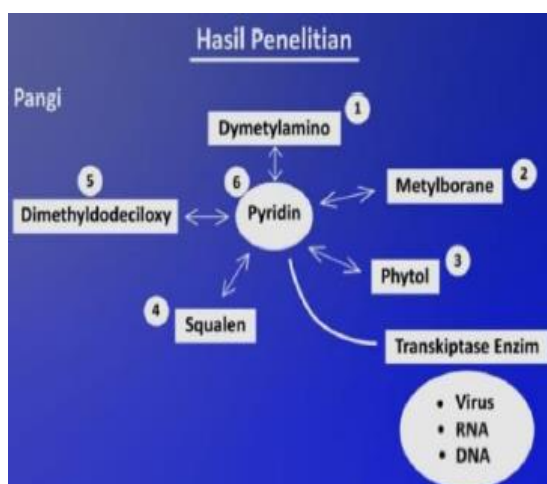 Hasil Penelitian
Pangi
1
Dymetylamino
2
Metylborane
5
6
Dimethyldodeciloxy
Pyridin
3
Phytol
4
Squalen
Transkiptase Enzim
• Virus
• RNA
• DNA